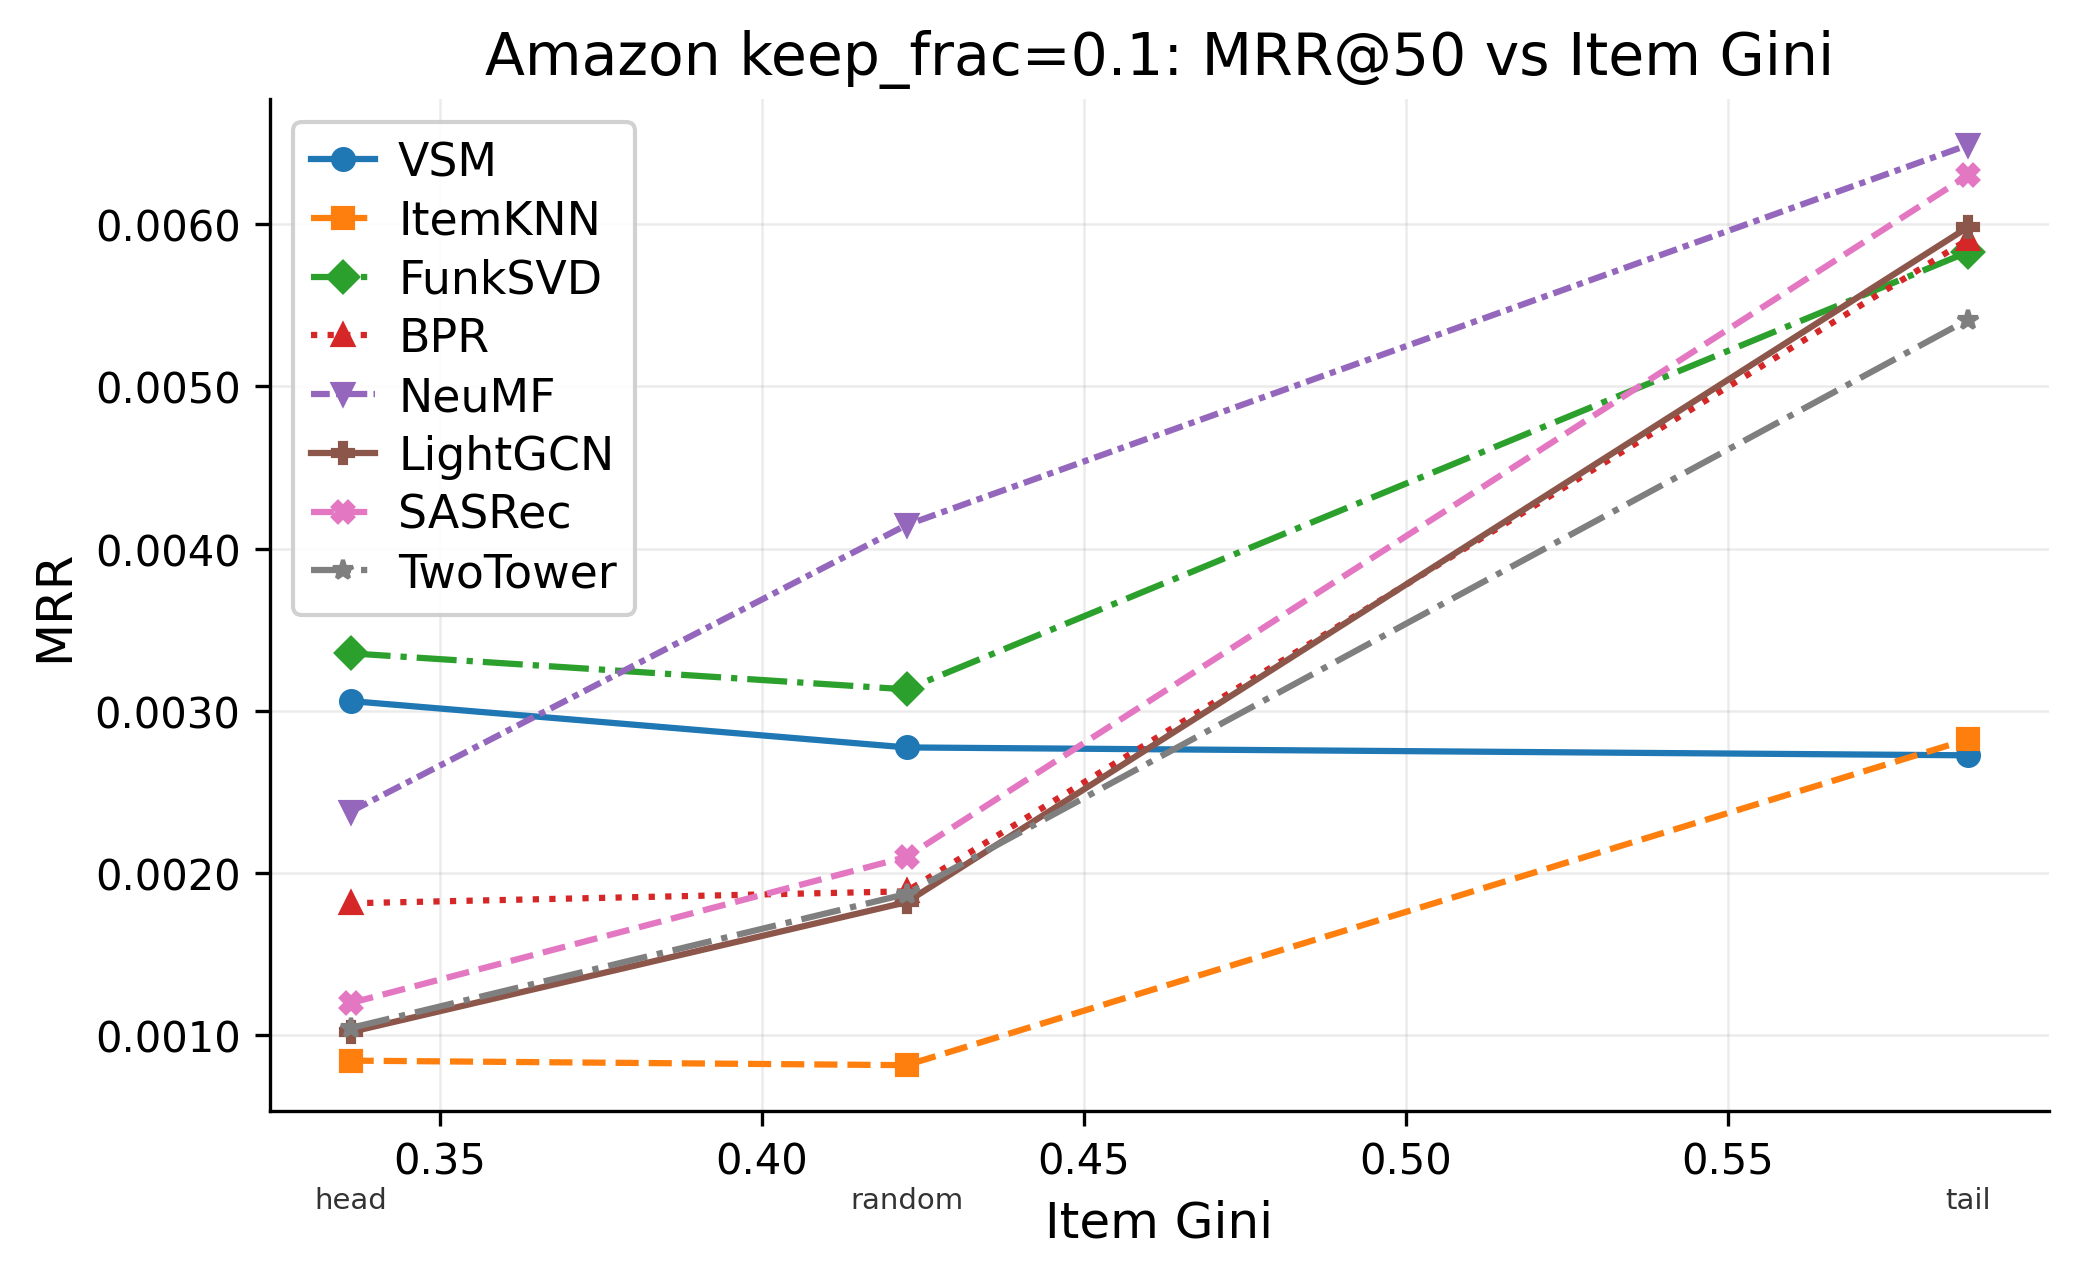 Amazon keep_frac=0.1: MRR@50 vs Item Gini
VSM
ItemKNN
FunkSVD
BPR
NeuMF
LightGCN
SASRec
TwoTower
MRR
0.0060
0.0050
0.0040
0.0030
0.0020
0.0010
0.35 0.40 0.45 0.50 0.55
head random tail
Item Gini